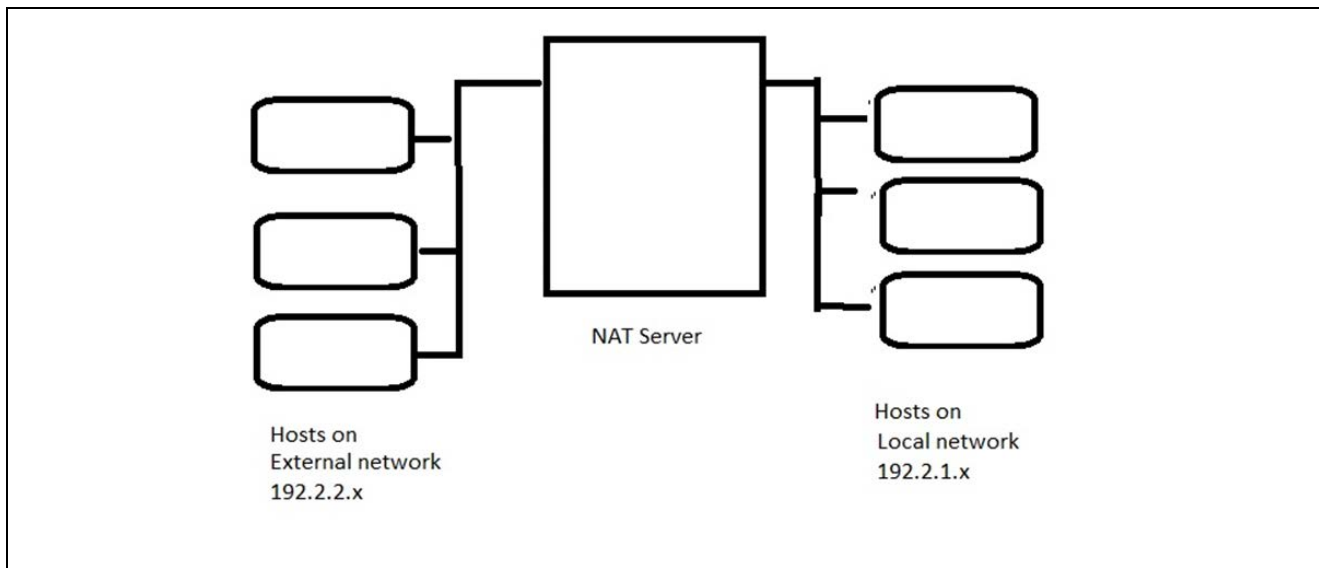 NAT Server
Hosts on
External network
192.2.2.x
Hosts on
Local network
192.2.1.x